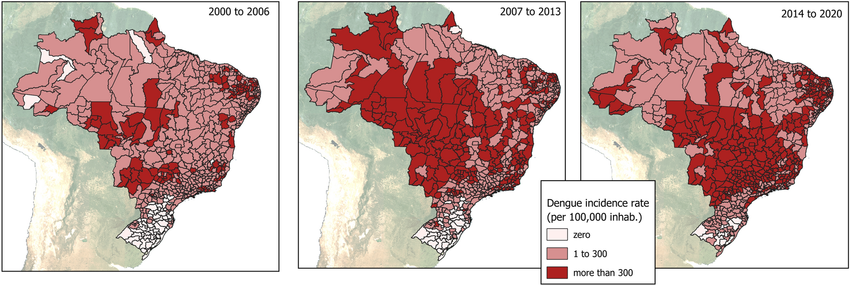 2000 to 2006
2007 to 2013
2014 to 2020
Dengue incidence rate
(per 100,000 inhab.)
zero
1 to 300
more than 300